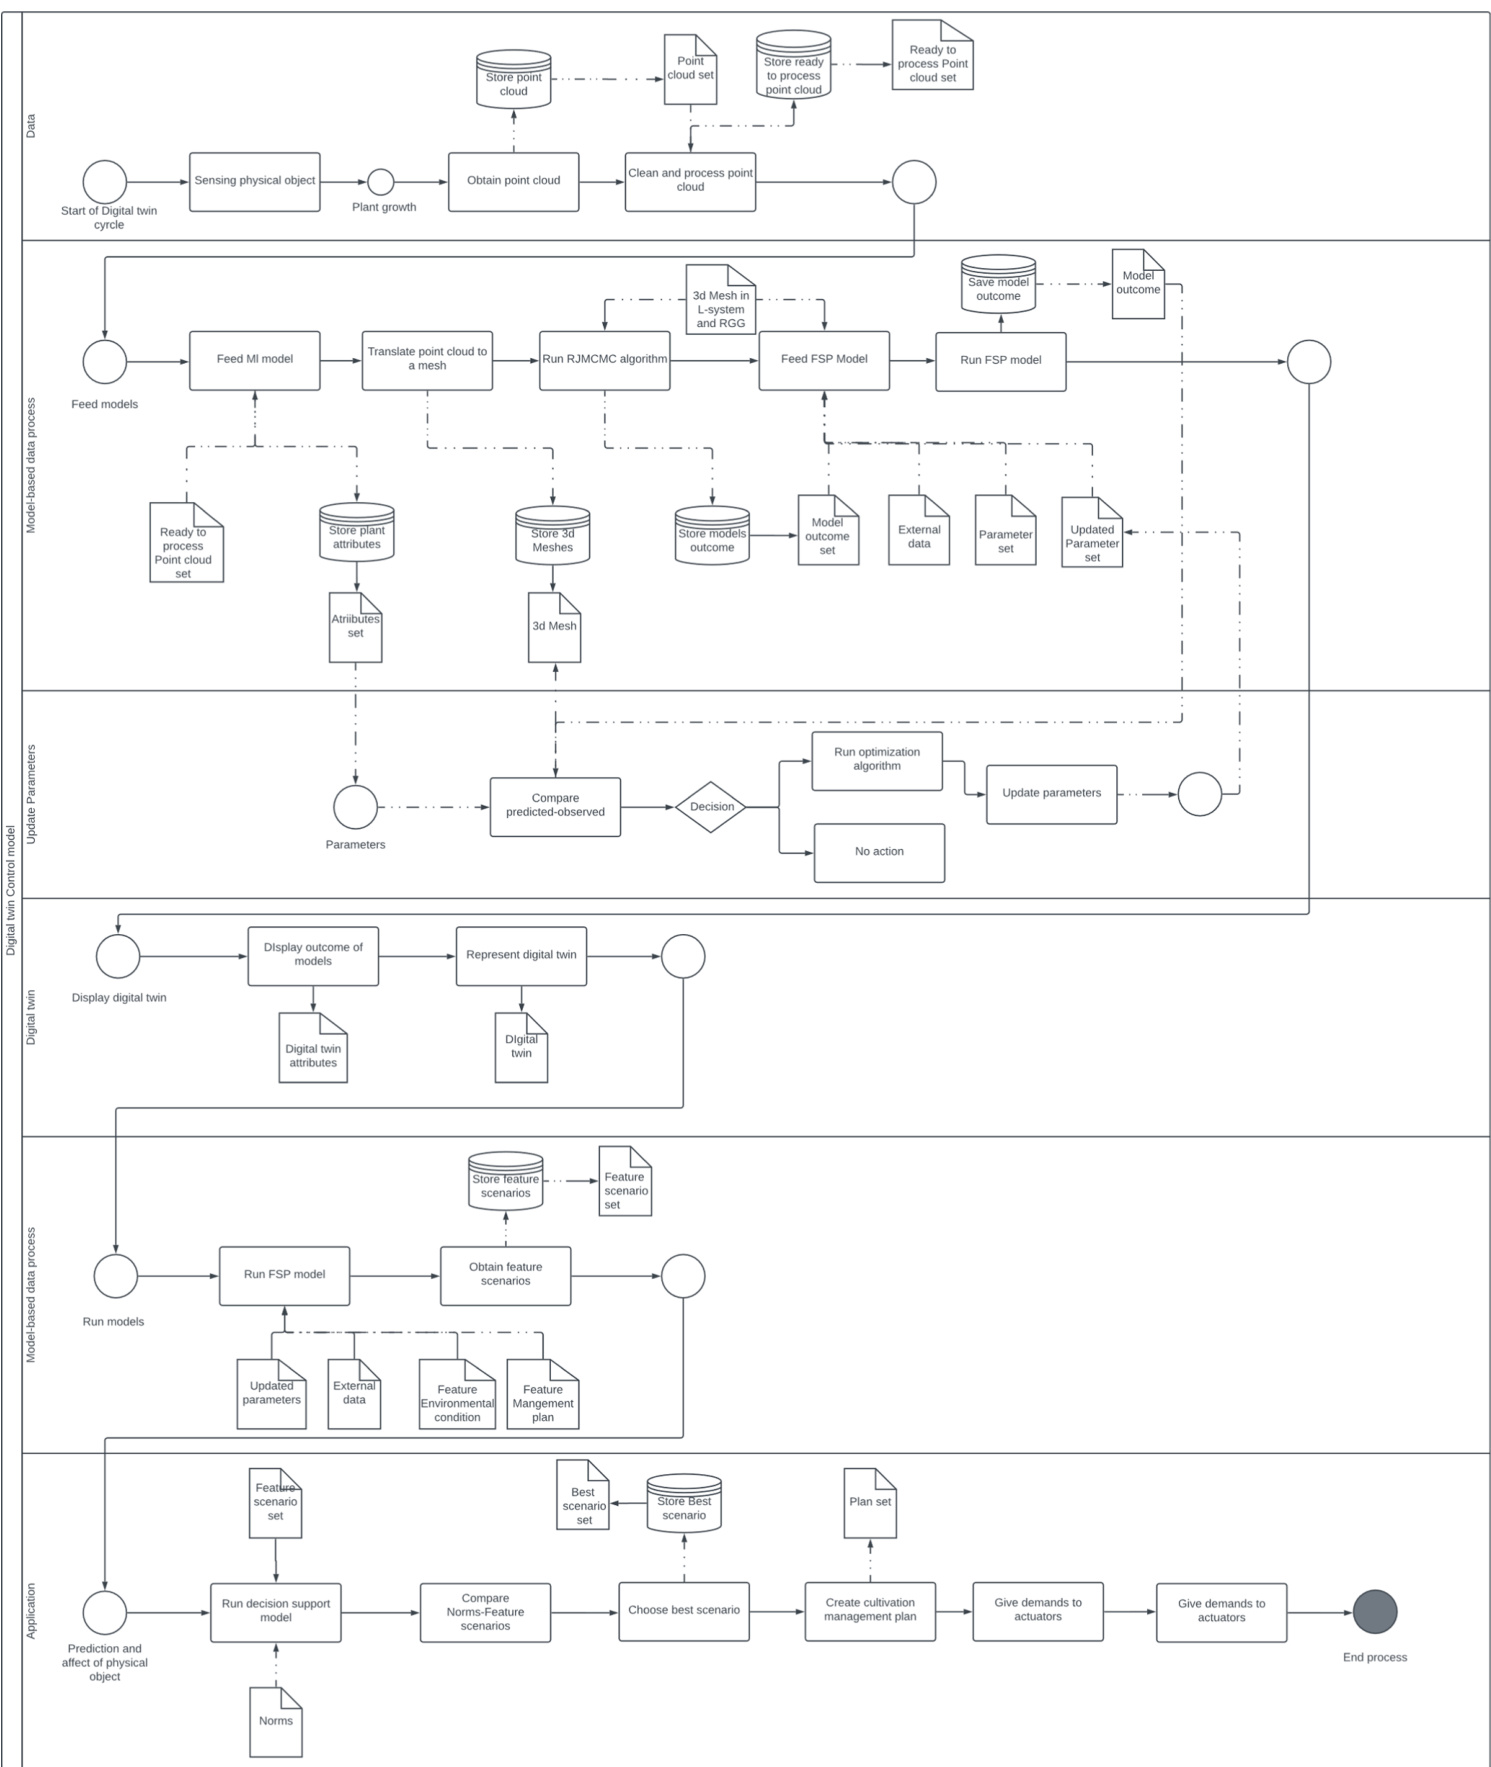 Digital twin Control model
Data
Store point
cloud
Point
cloud set
Store ready
to process
point cloud
Ready to
process Point
cloud set
Sensing physical object
Obtain point cloud
Clean and process point
cloud
Start of Digital twin
cyrcle
Plant growth
Model-based data process
3d Mesh in
L-system
and RGG
Save model
outcome
Model
outcome
Feed Ml model
Translate point cloud to
a mesh
Run RJMCMC algorithm
Feed FSP Model
Run FSP model
Feed models
Ready to
process
Point cloud
set
Store plant
attributes
Store 3d
Meshes
Store models
outcome
Model
outcome
set
External
data
Parameter
set
Updated
Parameter
set
Atriibutes
set
3d Mesh
Update Parameters
Run optimization
algorithm
Compare
predicted-observed
Decision
Update parameters
No action
Parameters
Digital twin
DIsplay outcome of
models
Represent digital twin
Display digital twin
Digital twin
attributes
DIgital
twin
Model-based data process
Store feature
scenarios
Feature
scenario
set
Run FSP model
Obtain feature
scenarios
Run models
Updated
parameters
External
data
Feature
Environmental
condition
Feature
Mangement
plan
Application
Feature
scenario
set
Best
scenario
set
Store Best
scenario
Plan set
Run decision support
model
Compare
Norms-Feature
scenarios
Choose best scenario
Create cultivation
management plan
Give demands to
actuators
Give demands to
actuators
Prediction and
affect of physical
object
End process
Norms